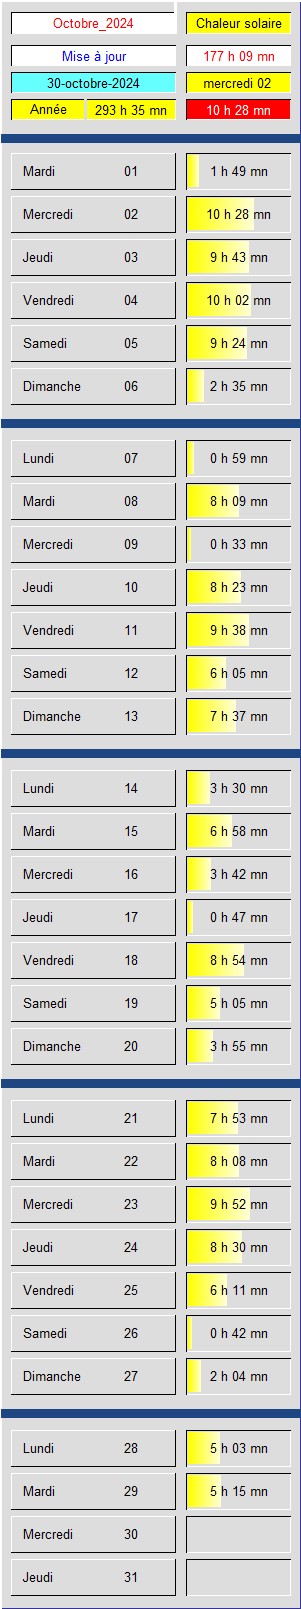 Octobre_2024 Chaleur solaire
Mise à jour 177 h 09 mn
30-octobre-2024 mercredi 02
Année 293 h 35 mn 10 h 28 mn
Mardi 01 1 h 49 mn
Mercredi 02 10 h 28 mn
Jeudi 03 9 h 43 mn
Vendredi 04 10 h 02 mn
Samedi 05 9 h 24 mn
Dimanche 06 2 h 35 mn
Lundi 07 0 h 59 mn
Mardi 08 8 h 09 mn
Mercredi 09 0 h 33 mn
Jeudi 10 8 h 23 mn
Vendredi 11 9 h 38 mn
Samedi 12 6 h 05 mn
Dimanche 13 7 h 37 mn
Lundi 14 3 h 30 mn
Mardi 15 6 h 58 mn
Mercredi 16 3 h 42 mn
Jeudi 17 0 h 47 mn
Vendredi 18 8 h 54 mn
Samedi 19 5 h 05 mn
Dimanche 20 3 h 55 mn
Lundi 21 7 h 53 mn
Mardi 22 8 h 08 mn
Mercredi 23 9 h 52 mn
Jeudi 24 8 h 30 mn
Vendredi 25 6 h 11 mn
Samedi 26 0 h 42 mn
Dimanche 27 2 h 04 mn
Lundi 28 5 h 03 mn
Mardi 29 5 h 15 mn
Mercredi 30
Jeudi 31